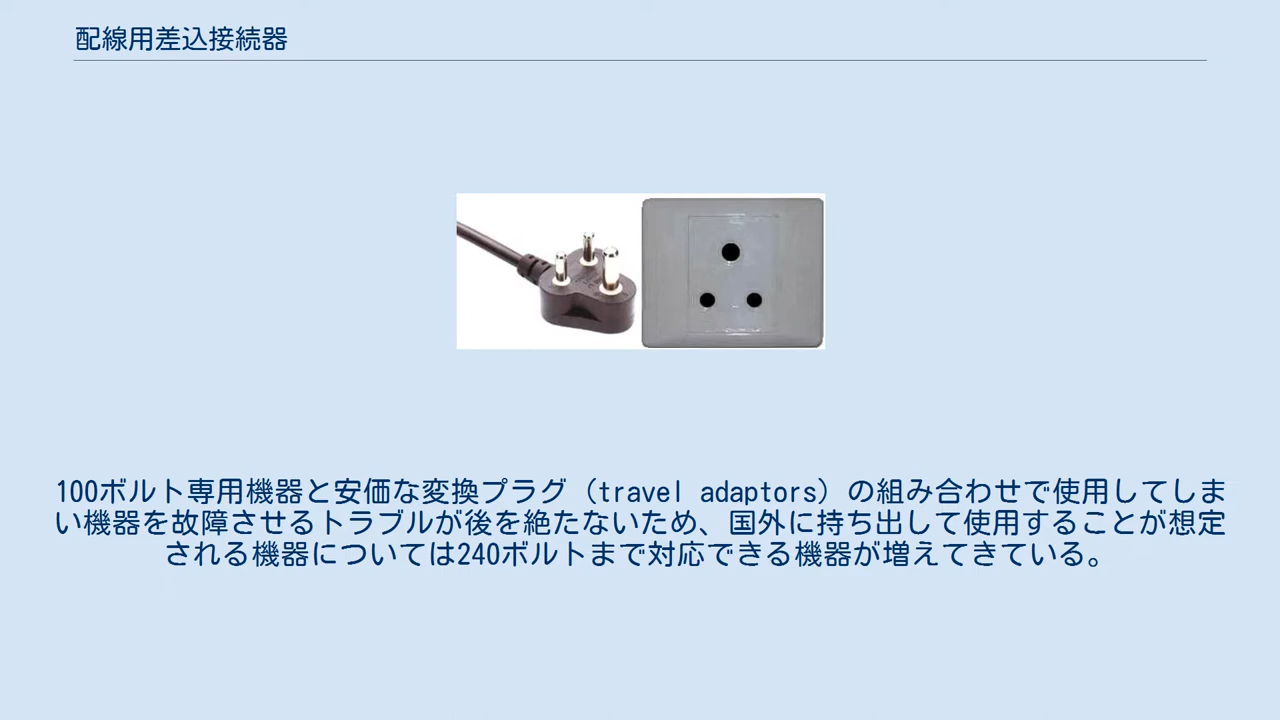 配線用差込接続器
100ボルト専用機器と安価な変換プラグ（travel adaptors）の組み合わせで使用してしま
い機器を故障させるトラブルが後を絶たないため、国外に持ち出して使用することが想定
される機器については240ボルトまで対応できる機器が増えてきている。